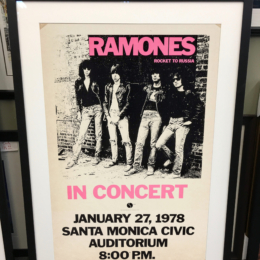 RAMONES
ROCKET TO RUSSIA
IN CONCERT
JANUARY 27, 1978
SANTA MONICA CIVIC
AUDITORIUM
8:00 P.M.